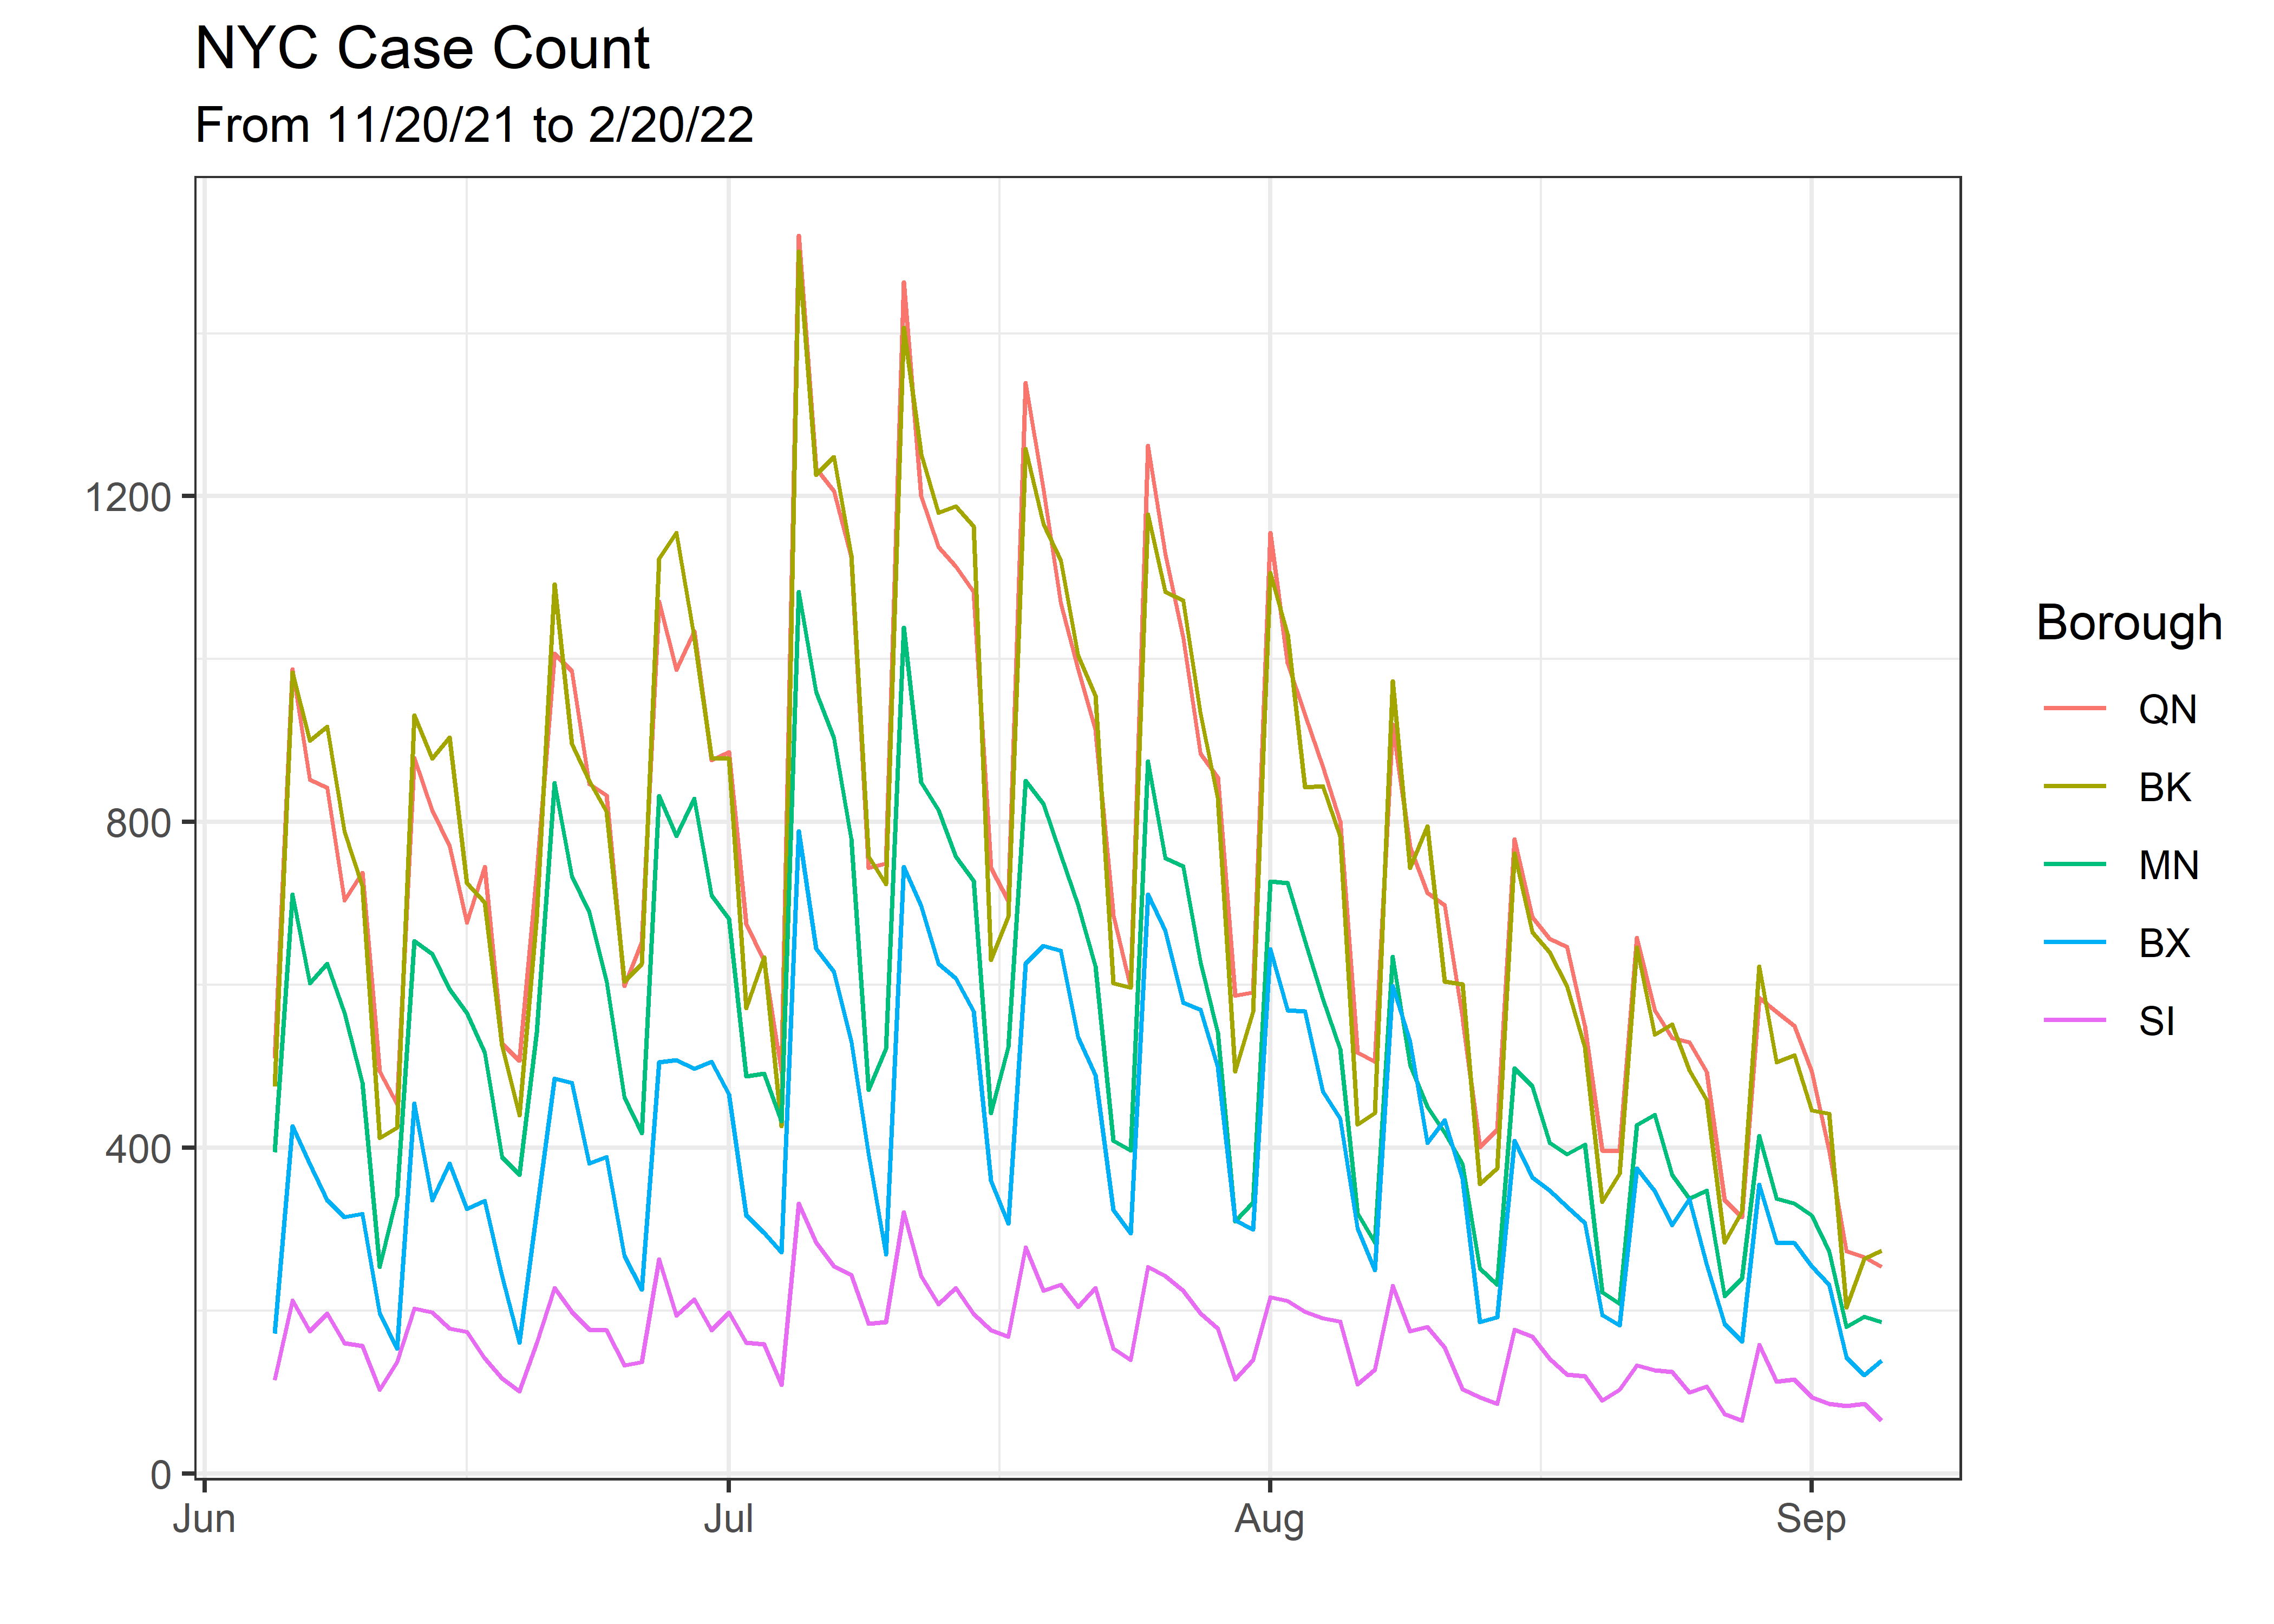 NYC Case Count
From 11/20/21 to 2/20/22
1200
800
400
0
Jun Jul Aug Sep
Borough
QN
BK
MN
BX
SI